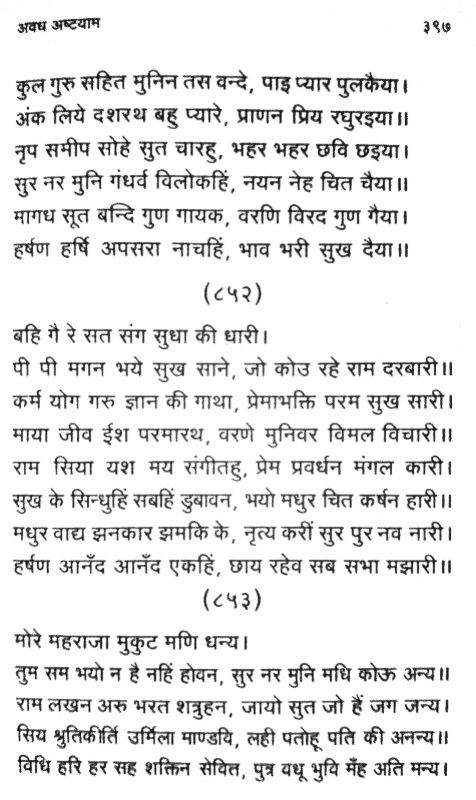 अवध अष्टयाम ३९७
कुल गुरु सहित मुनिन तस वन्दे, पाइ प्यार पुलकैया।
अंक लिये दशरथ बहु प्यारे, प्राणन प्रिय रघुरइया॥
नृप समीप सोहे सुत चारहु, भहर भहर छवि छइया।
सुर नर मुनि गंधर्व विलोकहिं, नयन नेह चित चैया॥
मागध सूत बन्दि गुण गायक, वरणि विरद गुण गैया।
हर्षण हर्षि अपसरा नाचहिं, भाव भरी सुख दैया॥
(८५२)
बहि गै रे सत संग सुधा की धारी।
पी पी मगन भये सुख साने, जो कोउ रहे राम दरबारी॥
कर्म योग गरु ज्ञान की गाथा, प्रेमाभक्ति परम सुख सारी।
माया जीव ईश परमारथ, वरणे मुनिवर विमल विचारी॥
राम सिया यश मय संगीतहु, प्रेम प्रवर्धन मंगल कारी।
सुख के सिन्धुहिं सबहिं डुबावन, भयो मधुर चित कर्षन हारी॥
मधुर वाद्य झनकार झमकि के, नृत्य करीं सुर पुर नव नारी।
हर्षण आनँद आनँद एकहिं, छाय रहेव सब सभा मझारी॥
(८५३)
मोरे महराजा मुकुट मणि धन्य।
तुम सम भयो न है नहिं होवन, सुर नर मुनि मधि कोऊ अन्य॥
राम लखन अरु भरत शत्रुहन, जायो सुत जो हैं जग जन्य।
सिय श्रुतिकीर्ति उर्मिला माण्डवि, लही पतोहू पति की अनन्य॥
विधि हरि हर सह शक्तिन सेवित, पुत्र वधू भुवि मँह अति मन्य।